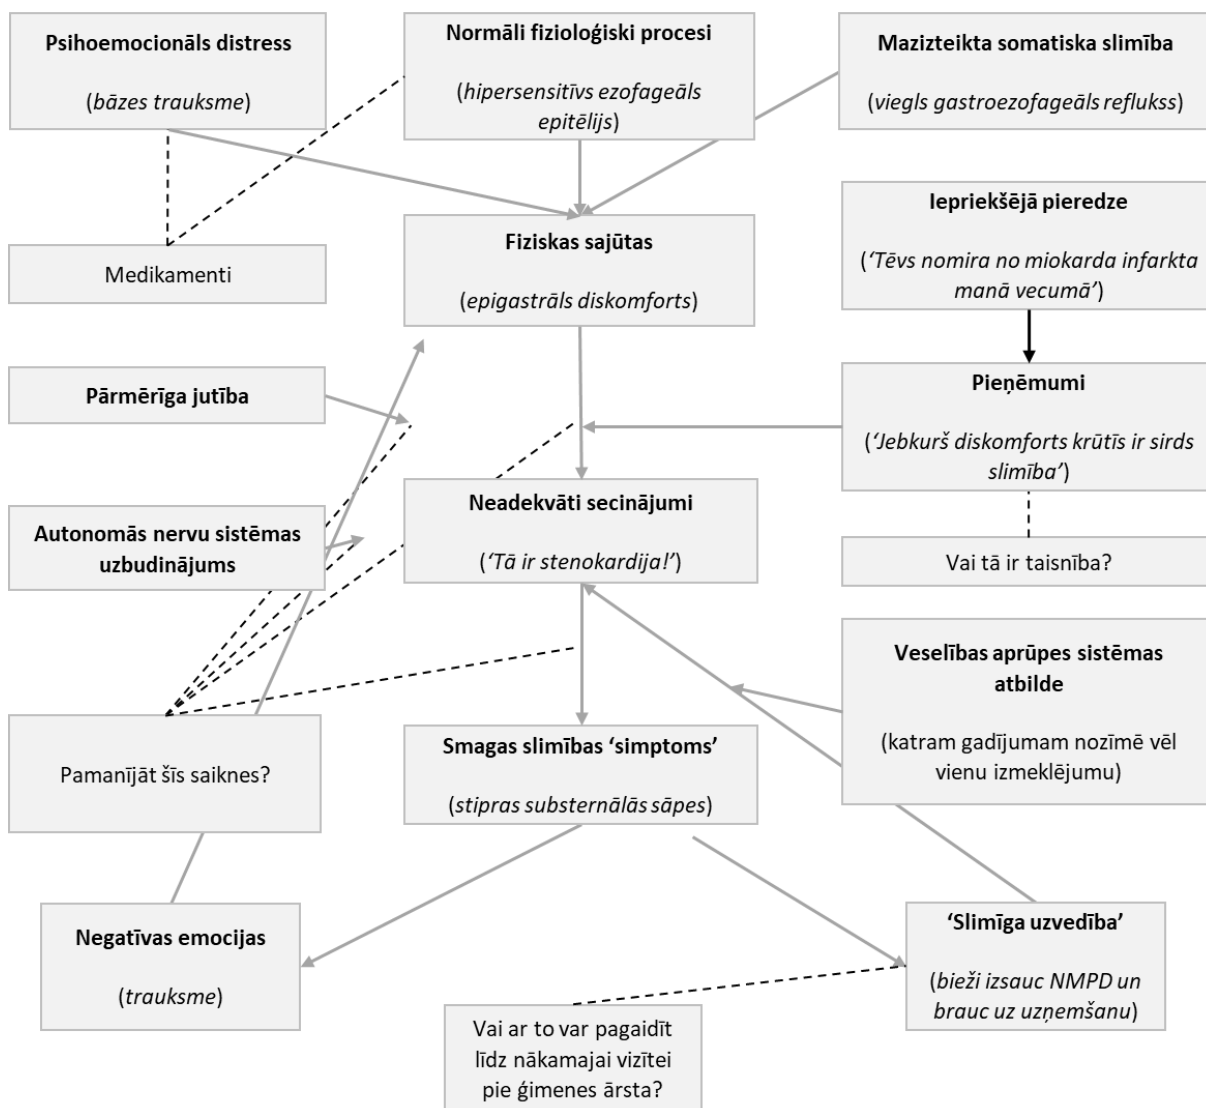 Psihoemocionāls distress
(bāzes trauksme)
Normāli fizioloģiski procesi
(hipersensitīvs ezofageāls
epitēlijs)
Mazizteikta somatiska slimība
(viegls gastroezofageāls reflukss)
Medikamenti
Fiziskas sajūtas
(epigastrāls diskomforts)
Iepriekšējā pieredze
(‘Tēvs nomira no miokarda infarkta
manā vecumā’)
Pārmērīga jutība
Pieņēmumi
(‘Jebkurš diskomforts krūtīs ir sirds
slimība’)
Autonomās nervu sistēmas
uzbudinājums
Neadekvāti secinājumi
(‘Tā ir stenokardija!’)
Vai tā ir taisnība?
Veselības aprūpes sistēmas
atbilde
(katram gadījumam nozīmē vēl
vienu izmeklējumu)
Pamanījāt šīs saiknes?
Smagas slimības ‘simptoms’
(stipras substernālās sāpes)
Negatīvas emocijas
(trauksme)
‘Slimīga uzvedība’
(bieži izsauc NMPD un
brauc uz uzņemšanu)
Vai ar to var pagaidīt
līdz nākamajai vizītei
pie ģimenes ārsta?